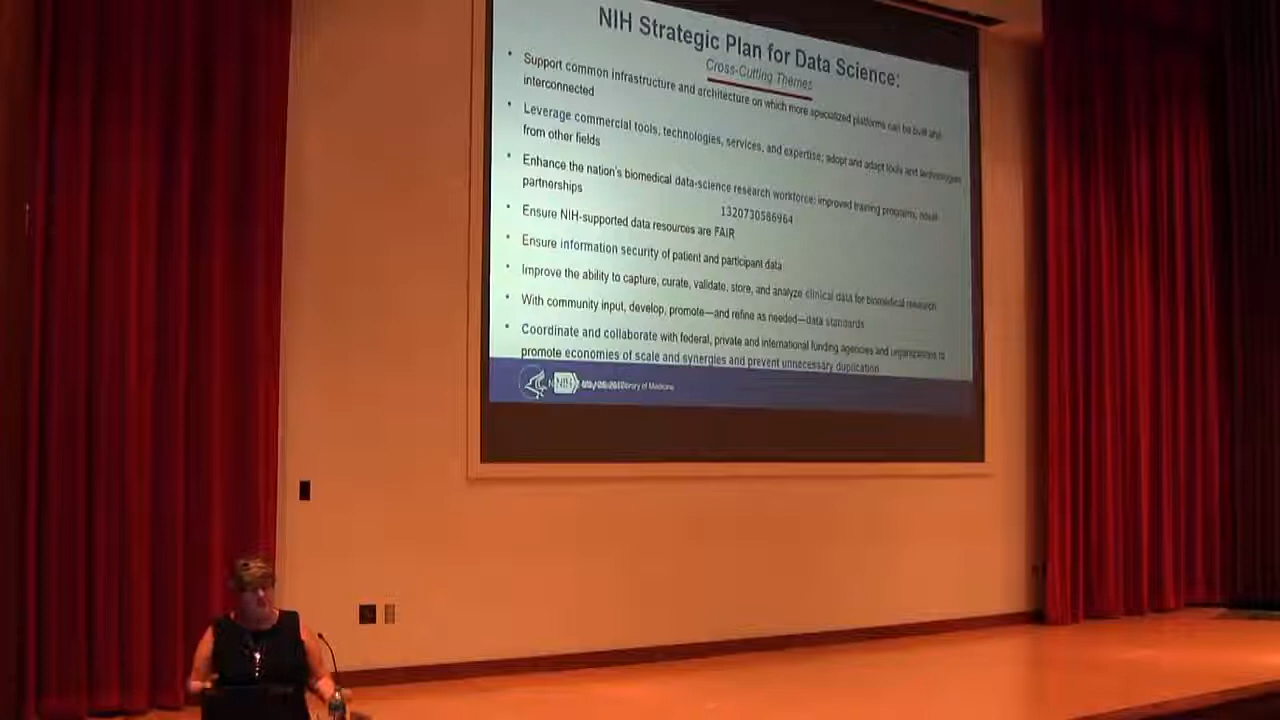 NIH Strategic Plan for Data Science:
Cross-Cutting Themes
• Support common infrastructure and architecture on which more specialized platforms can be built and
interconnected
• Leverage commercial tools, technologies, services, and expertise; adopt and adapt tools and technologies
from other fields
• Enhance the nation's biomedical data-science research workforce: improved training programs, novel
partnerships
1320730586964
• Ensure NIH-supported data resources are FAIR
• Ensure information security of patient and participant data
• Improve the ability to capture, curate, validate, store, and analyze clinical data for biomedical research
• With community input, develop, promote—and refine as needed—data standards
• Coordinate and collaborate with federal, private and international funding agencies and organizations to
promote economies of scale and synergies and prevent unnecessary duplication
NIH of Medicine